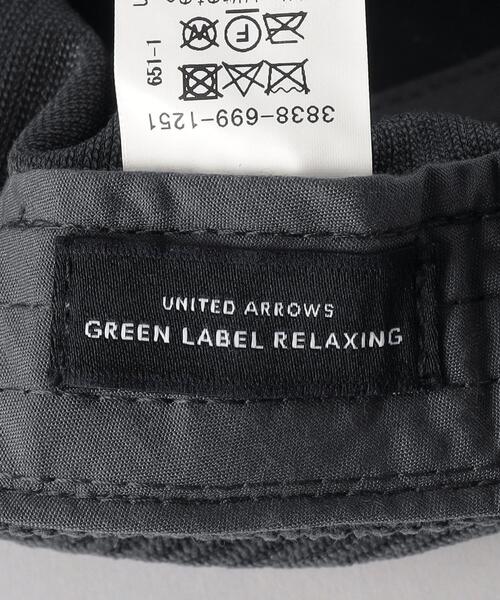 UNITED ARROWS
GREEN LABEL RELAXING
3838-699-1251
651-1
W
F